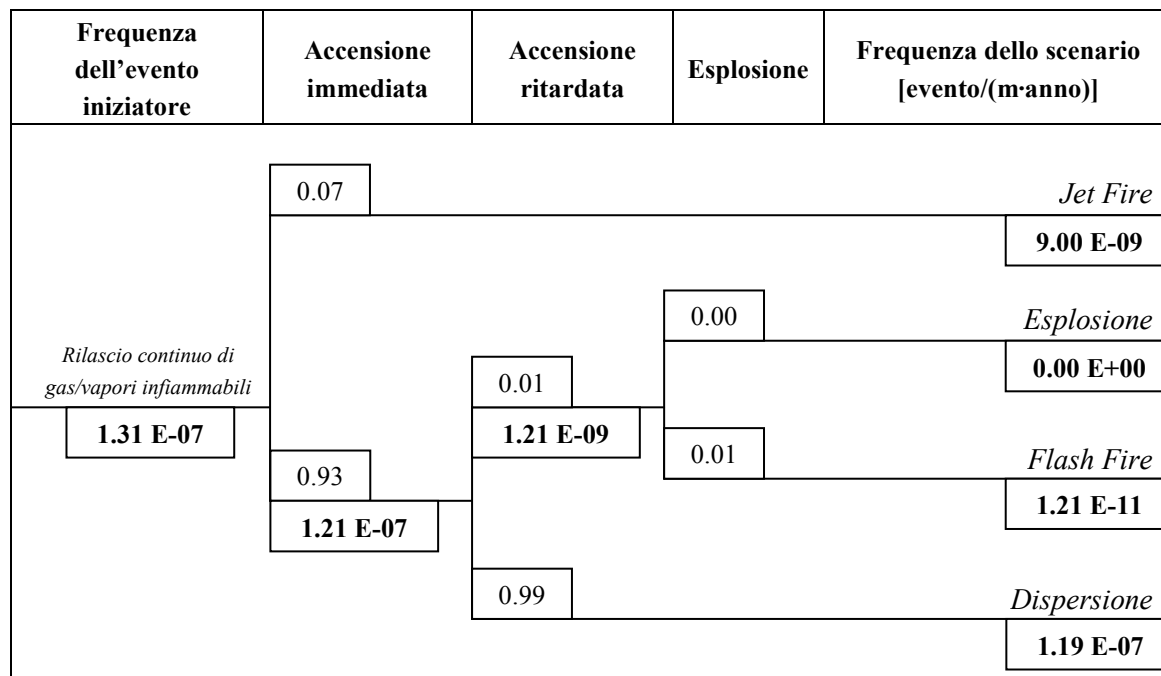 Frequenza
dell'evento
iniziatore
Accensione
immediata
Accensione
ritardata
Esplosione
Frequenza dello scenario
[evento/(m·anno)]
0.07
Jet Fire
9.00 E-09
0.00
Esplosione
0.00 E+00
Rilascio continuo di
gas/vapori infiammabili
1.31 E-07
0.01
1.21 E-09
0.01
Flash Fire
1.21 E-11
0.93
1.21 E-07
0.99
Dispersione
1.19 E-07